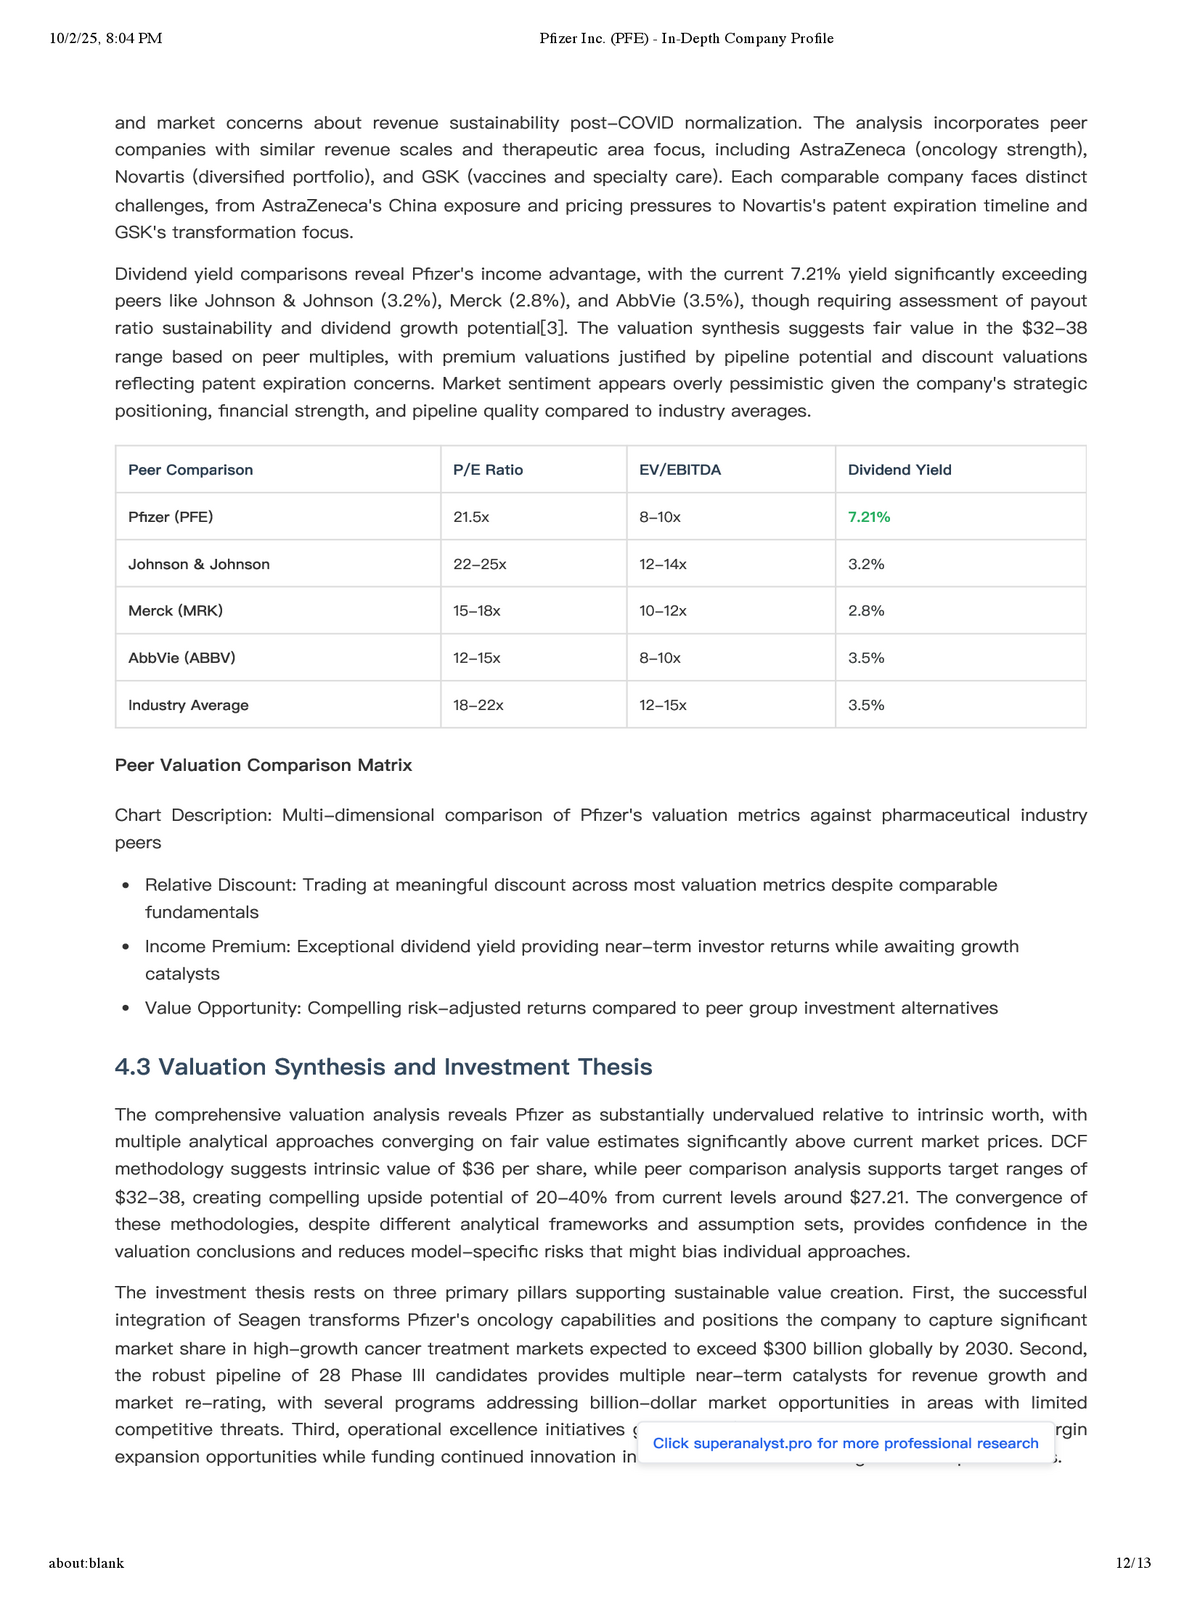 10/2/25, 8:04 PM
Pfizer Inc. (PFE) - In-Depth Company Profile
and market concerns about revenue sustainability post–COVID normalization. The analysis incorporates peer
companies with similar revenue scales and therapeutic area focus, including AstraZeneca (oncology strength),
Novartis (diversified portfolio), and GSK (vaccines and specialty care). Each comparable company faces distinct
challenges, from AstraZeneca's China exposure and pricing pressures to Novartis's patent expiration timeline and
GSK's transformation focus.
Dividend yield comparisons reveal Pfizer's income advantage, with the current 7.21% yield significantly exceeding
peers like Johnson & Johnson (3.2%), Merck (2.8%), and AbbVie (3.5%), though requiring assessment of payout
ratio sustainability and dividend growth potential[3]. The valuation synthesis suggests fair value in the $32–38
range based on peer multiples, with premium valuations justified by pipeline potential and discount valuations
reflecting patent expiration concerns. Market sentiment appears overly pessimistic given the company's strategic
positioning, financial strength, and pipeline quality compared to industry averages.
Peer Comparison P/E Ratio EV/EBITDA Dividend Yield
Pfizer (PFE) 21.5x 8–10x 7.21%
Johnson & Johnson 22–25x 12–14x 3.2%
Merck (MRK) 15–18x 10–12x 2.8%
AbbVie (ABBV) 12–15x 8–10x 3.5%
Industry Average 18–22x 12–15x 3.5%
Peer Valuation Comparison Matrix
Chart Description: Multi–dimensional comparison of Pfizer's valuation metrics against pharmaceutical industry
peers
• Relative Discount: Trading at meaningful discount across most valuation metrics despite comparable
fundamentals
• Income Premium: Exceptional dividend yield providing near–term investor returns while awaiting growth
catalysts
• Value Opportunity: Compelling risk–adjusted returns compared to peer group investment alternatives
4.3 Valuation Synthesis and Investment Thesis
The comprehensive valuation analysis reveals Pfizer as substantially undervalued relative to intrinsic worth, with
multiple analytical approaches converging on fair value estimates significantly above current market prices. DCF
methodology suggests intrinsic value of $36 per share, while peer comparison analysis supports target ranges of
$32–38, creating compelling upside potential of 20–40% from current levels around $27.21. The convergence of
these methodologies, despite different analytical frameworks and assumption sets, provides confidence in the
valuation conclusions and reduces model–specific risks that might bias individual approaches.
The investment thesis rests on three primary pillars supporting sustainable value creation. First, the successful
integration of Seagen transforms Pfizer's oncology capabilities and positions the company to capture significant
market share in high–growth cancer treatment markets expected to exceed $300 billion globally by 2030. Second,
the robust pipeline of 28 Phase III candidates provides multiple near–term catalysts for revenue growth and
market re–rating, with several programs addressing billion–dollar market opportunities in areas with limited
competitive threats. Third, operational excellence initiatives
Click superanalyst.pro for more professional research
expansion opportunities while funding continued innovation in
about:blank
12/13